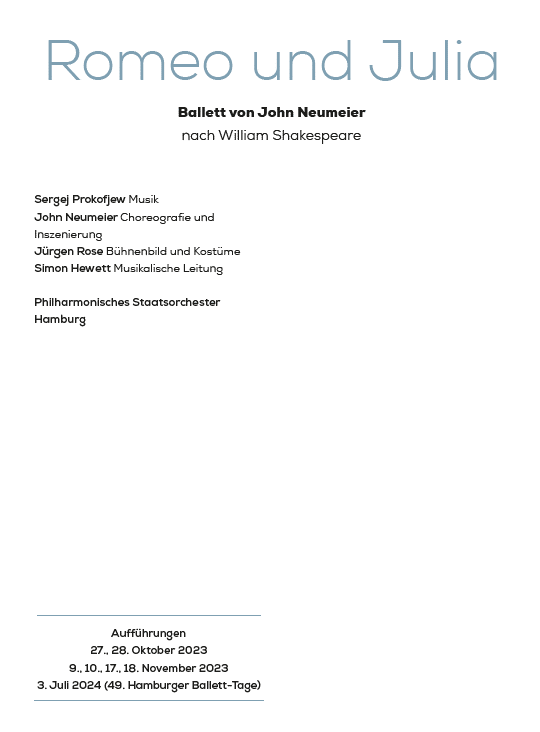 Romeo und Julia
Ballett von John Neumeier
nach William Shakespeare
Sergej Prokofjew Musik
John Neumeier Choreografie und
Inszenierung
Jürgen Rose Bühnenbild und Kostüme
Simon Hewett Musikalische Leitung
Philharmonisches Staatsorchester
Hamburg
Aufführungen
27., 28. Oktober 2023
9., 10., 17., 18. November 2023
3. Juli 2024 (49. Hamburger Ballett-Tage)